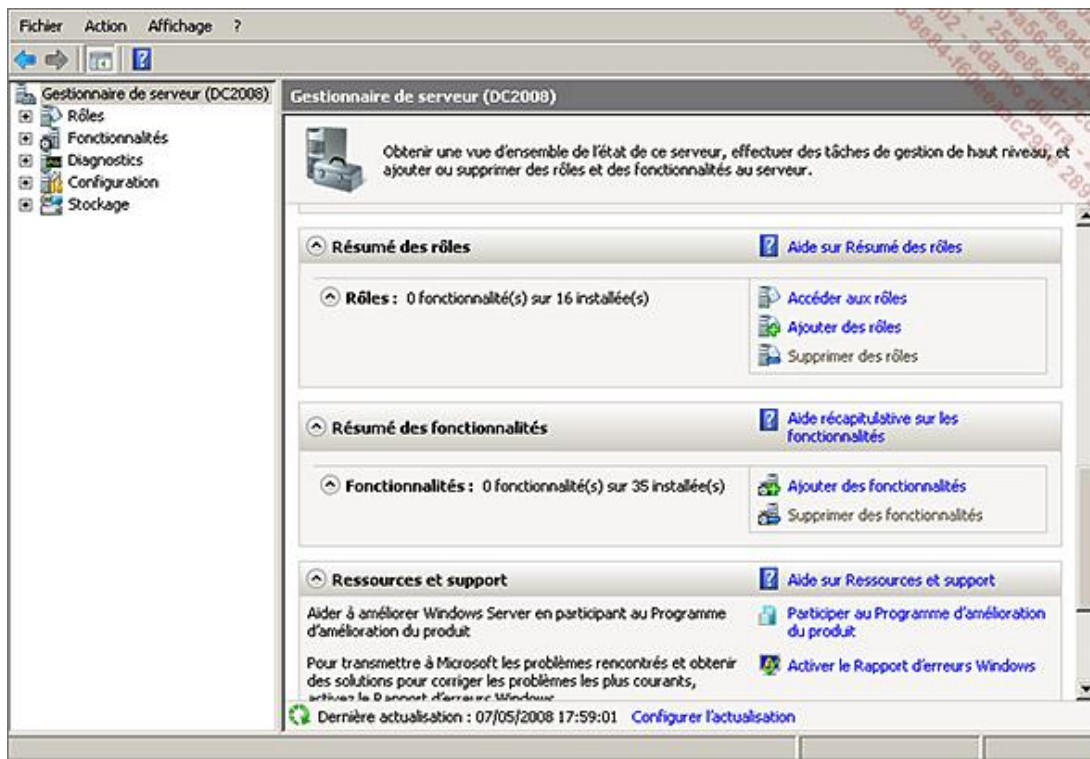 Fichier Action Affichage ?
Gestionnaire de serveur (DC2008)
Rôles
Fonctionnalités
Diagnostics
Configuration
Stockage
Gestionnaire de serveur (DC2008)
Obtenir une vue d'ensemble de l'état de ce serveur, effectuer des tâches de gestion de haut niveau, et
ajouter ou supprimer des rôles et des fonctionnalités au serveur.
Résumé des rôles
Aide sur Résumé des rôles
Rôles : 0 fonctionnalité(s) sur 16 installée(s)
Accéder aux rôles
Ajouter des rôles
Supprimer des rôles
Résumé des fonctionnalités
Aide récapitulative sur les
fonctionnalités
Fonctionnalités : 0 fonctionnalité(s) sur 35 installée(s)
Ajouter des fonctionnalités
Supprimer des fonctionnalités
Ressources et support
Aide sur Ressources et support
Aider à améliorer Windows Server en participant au Programme
d'amélioration du produit
Participer au Programme d'amélioration
du produit
Pour transmettre à Microsoft les problèmes rencontrés et obtenir
des solutions pour corriger les problèmes les plus courants,
activez le Rapport d'erreurs Windows
Activer le Rapport d'erreurs Windows
Dernière actualisation : 07/05/2008 17:59:01 Configurer l'actualisation